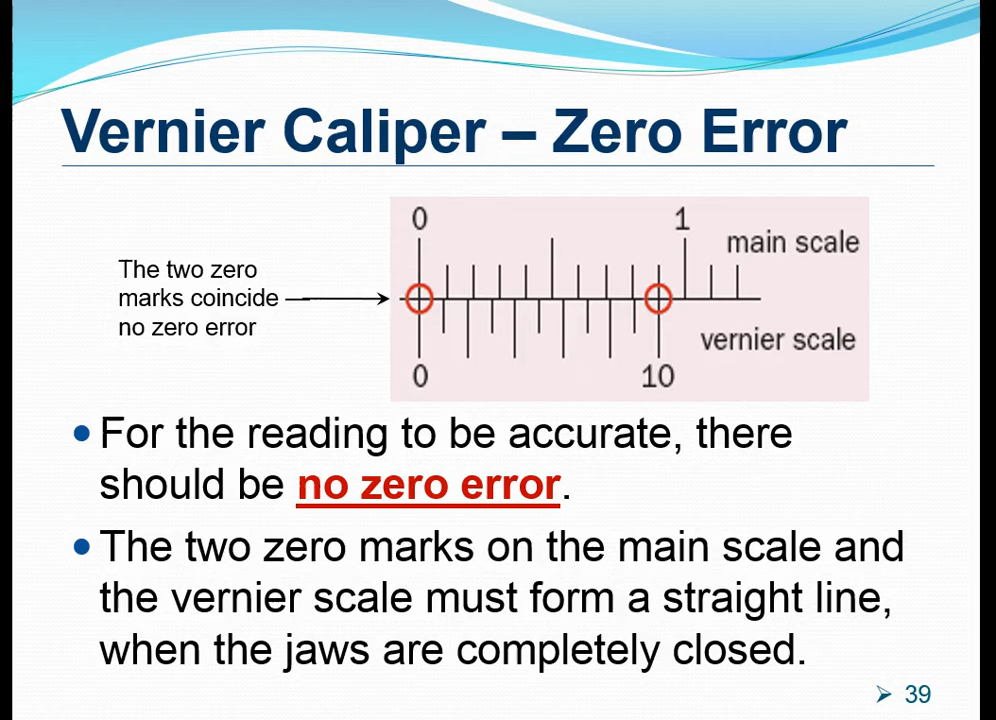 Vernier Caliper – Zero Error
0
1
main scale
The two zero
marks coincide
no zero error
vernier scale
0
10
• For the reading to be accurate, there
should be no zero error.
• The two zero marks on the main scale and
the vernier scale must form a straight line,
when the jaws are completely closed.
➢ 39